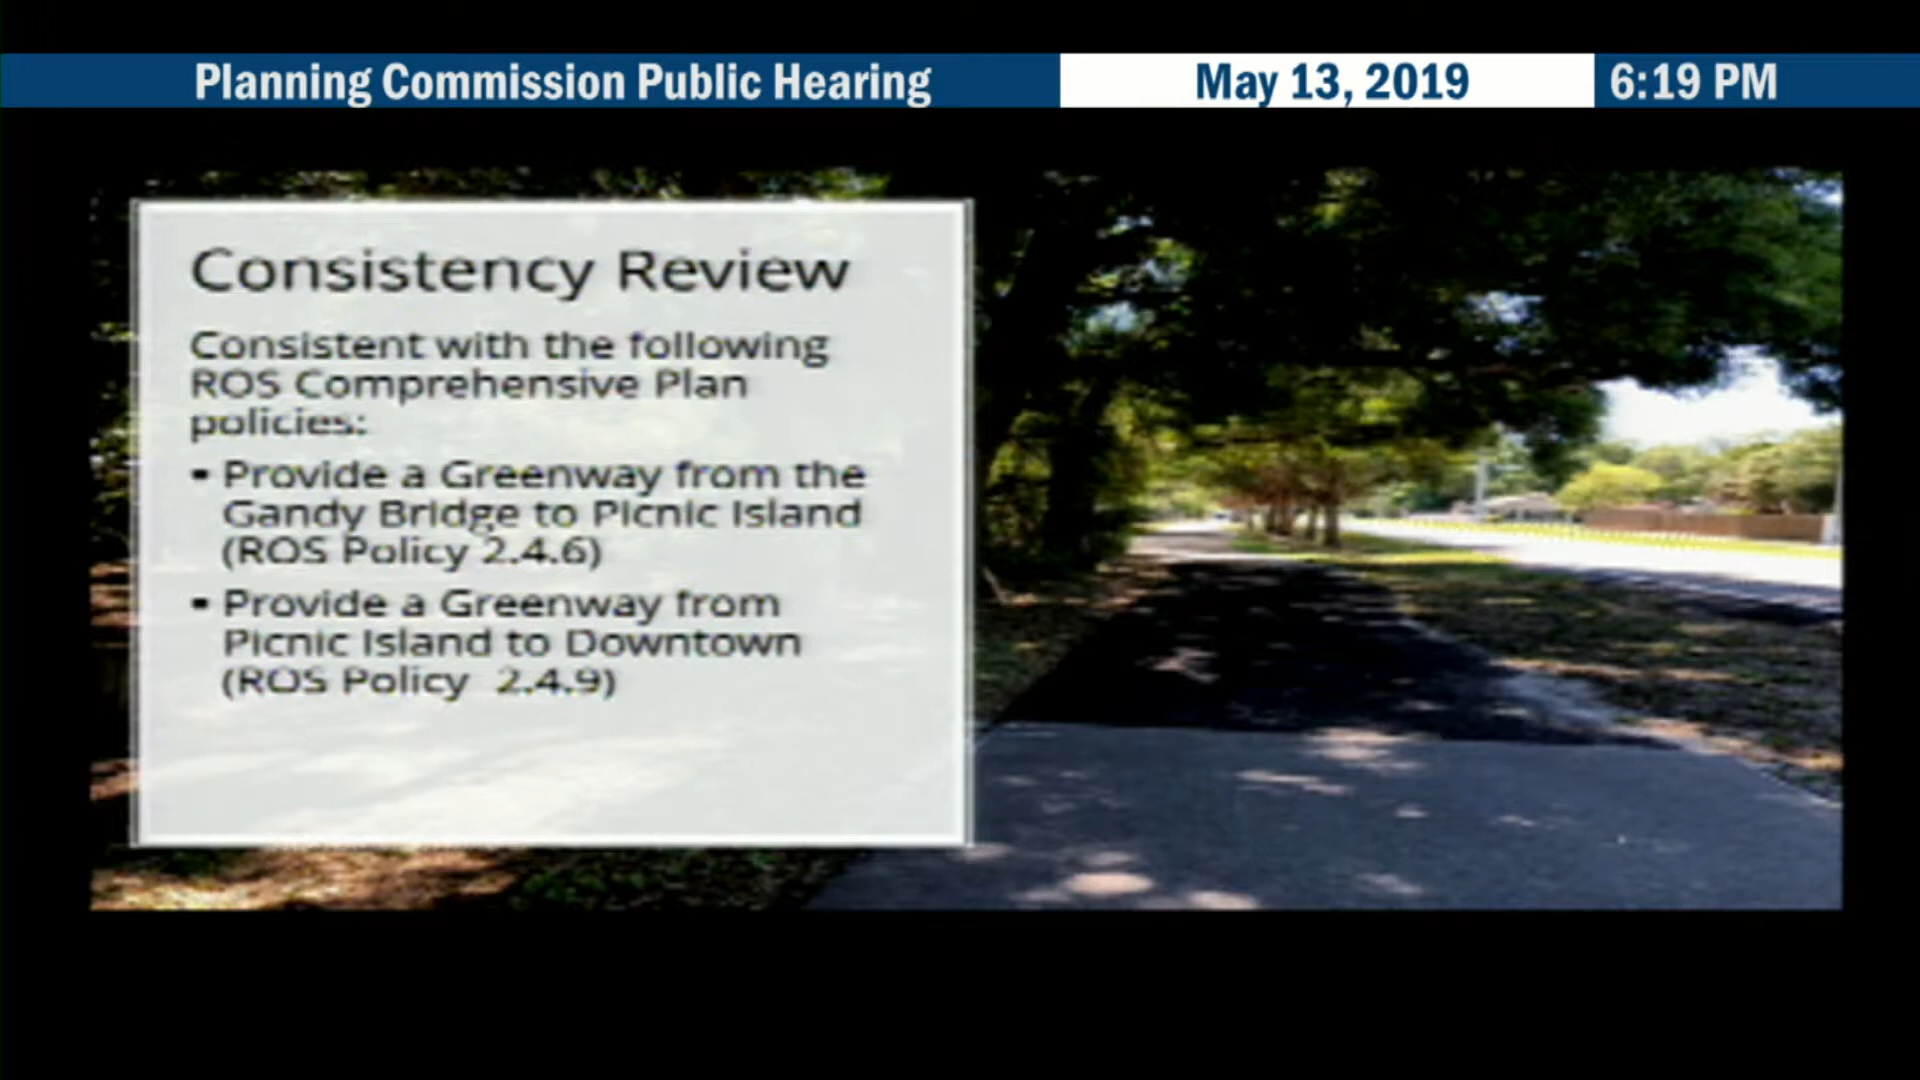 Planning Commission Public Hearing
May 13, 2019
6:19 PM
Consistency Review
Consistent with the following
ROS Comprehensive Plan
policies:
▪ Provide a Greenway from the
Gandy Bridge to Picnic Island
(ROS Policy 2.4.6)
▪ Provide a Greenway from
Picnic Island to Downtown
(ROS Policy 2.4.9)